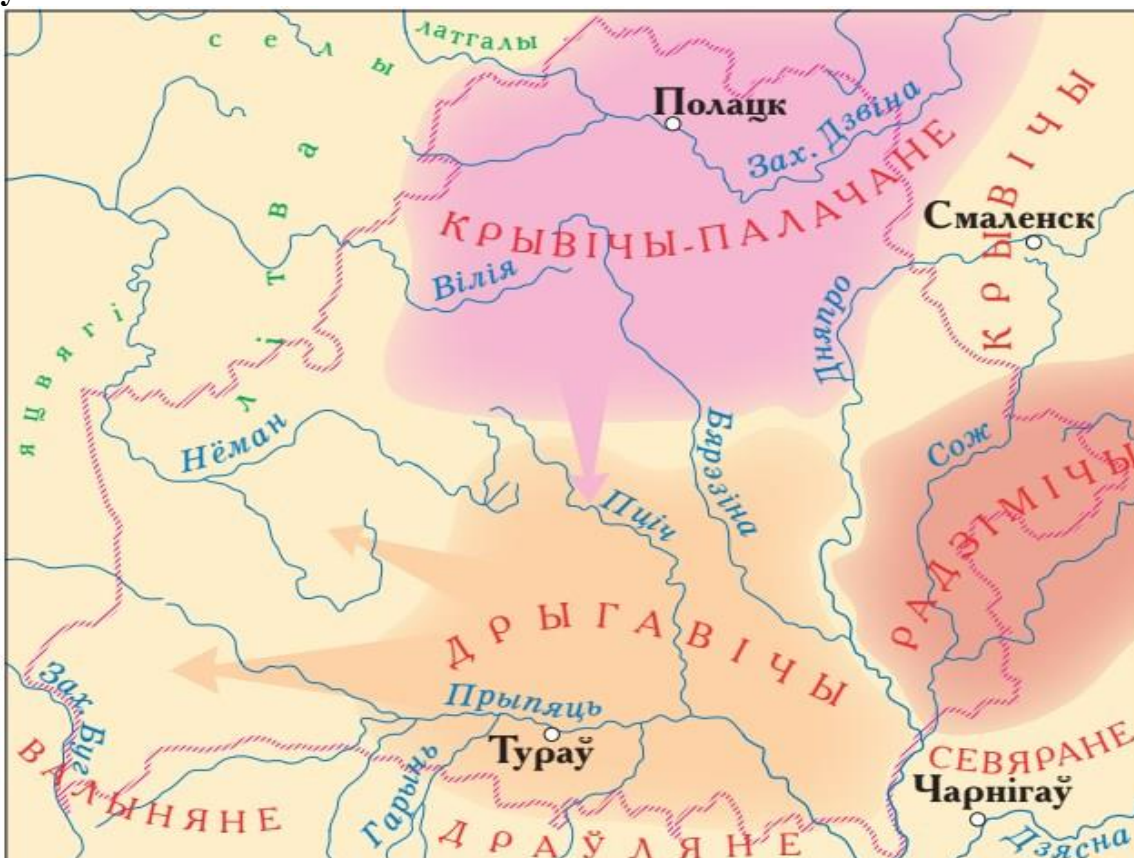 у
селы
латгалы
Полацк
Зах. Дзвіна
КРЫВІЧЫ-ПАЛАЧАНЕ
КРЫВІЧЫ
Смаленск
літва
Вілія
Дняпро
яцвягі
Нёман
Бярэзіна
Сож
РАДЗІМІЧЫ
Пціч
ДРЫГАВІЧЫ
Прыпяць
Зах. Буг
Тураў
Гарынь
СЕВЯРАНЕ
Чарнігаў
ВАЛЫНЯНЕ
ДРАЎЛЯНЕ
Дзясна